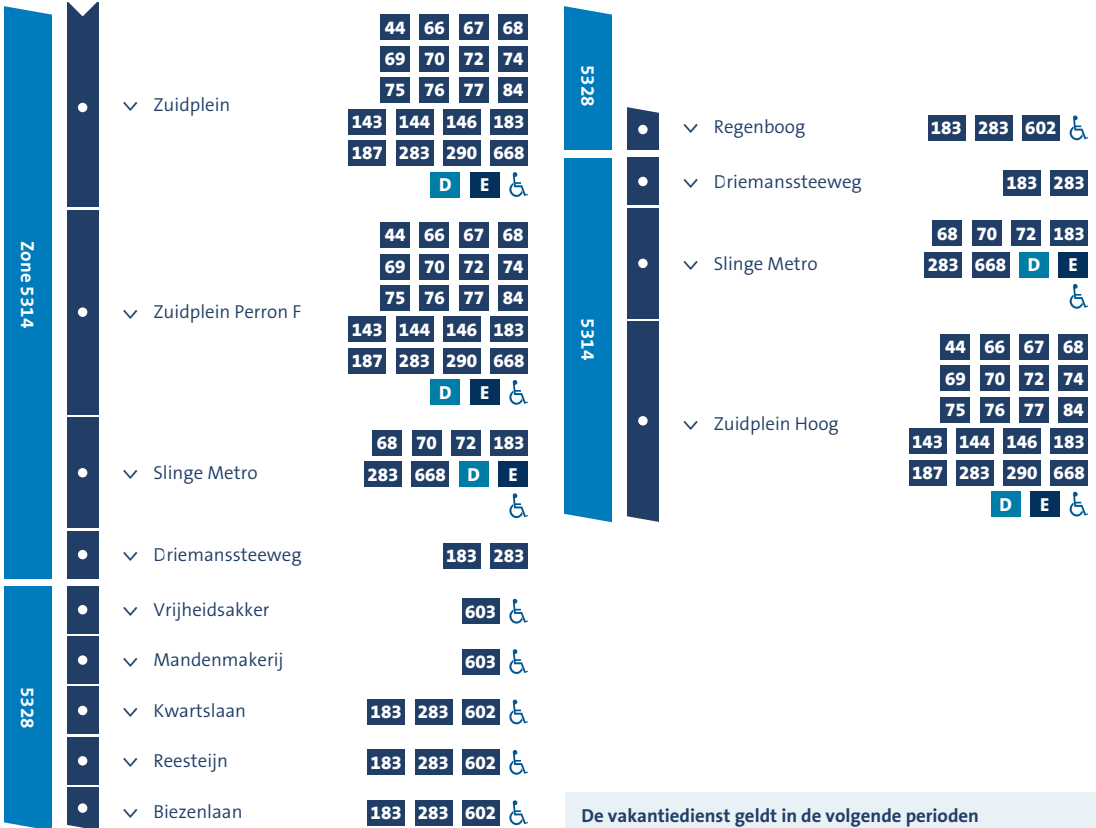 Zone 5314
Zuidplein
44 66 67 68
69 70 72 74
75 76 77 84
143 144 146 183
187 283 290 668
D E
Zuidplein Perron F
44 66 67 68
69 70 72 74
75 76 77 84
143 144 146 183
187 283 290 668
D E
Slinge Metro
68 70 72 183
283 668 D E
Driemanssteeweg 183 283
5328
Vrijheidsakker 603
Mandenmakerij 603
Kwartslaan 183 283 602
Reesteijn 183 283 602
Biezenlaan 183 283 602
5328
Regenboog 183 283 602
5314
Driemanssteeweg 183 283
Slinge Metro
68 70 72 183
283 668 D E
Zuidplein Hoog
44 66 67 68
69 70 72 74
75 76 77 84
143 144 146 183
187 283 290 668
D E
De vakantiedienst geldt in de volgende perioden